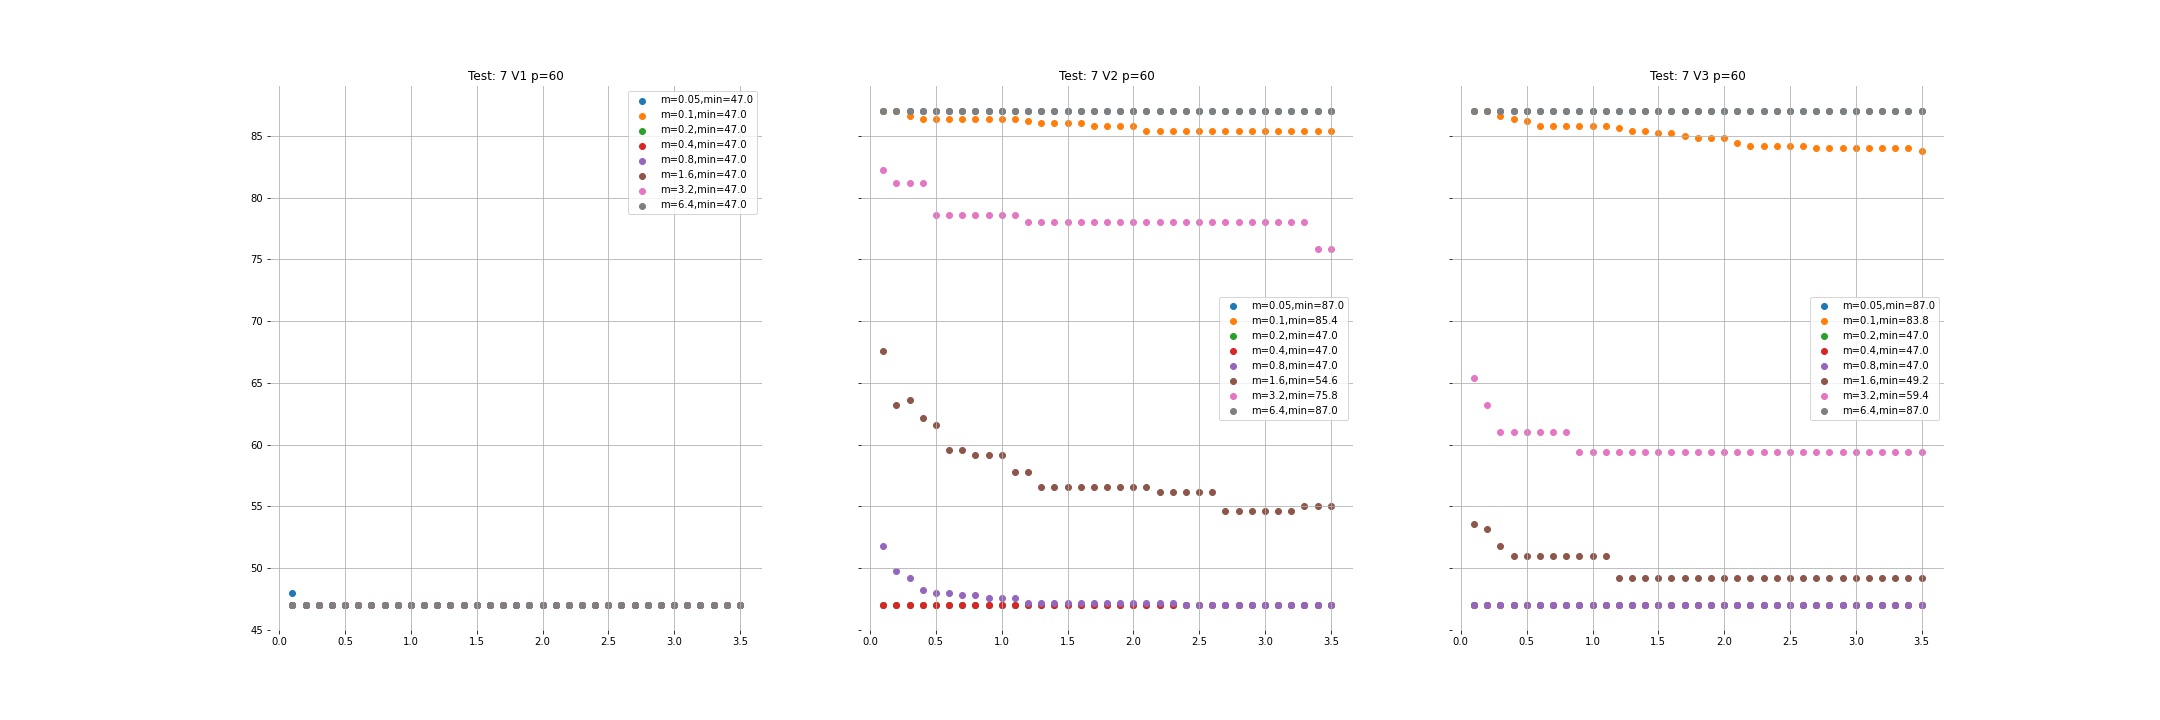 Test: 7 V1 p=60
m=0.05,min=47.0
m=0.1,min=47.0
m=0.2,min=47.0
m=0.4,min=47.0
m=0.8,min=47.0
m=1.6,min=47.0
m=3.2,min=47.0
m=6.4,min=47.0
85
80
75
70
65
60
55
50
45
0.0 0.5 1.0 1.5 2.0 2.5 3.0 3.5
Test: 7 V2 p=60
m=0.05,min=87.0
m=0.1,min=85.4
m=0.2,min=47.0
m=0.4,min=47.0
m=0.8,min=47.0
m=1.6,min=54.6
m=3.2,min=75.8
m=6.4,min=87.0
0.0 0.5 1.0 1.5 2.0 2.5 3.0 3.5
Test: 7 V3 p=60
m=0.05,min=87.0
m=0.1,min=83.8
m=0.2,min=47.0
m=0.4,min=47.0
m=0.8,min=47.0
m=1.6,min=49.2
m=3.2,min=59.4
m=6.4,min=87.0
0.0 0.5 1.0 1.5 2.0 2.5 3.0 3.5